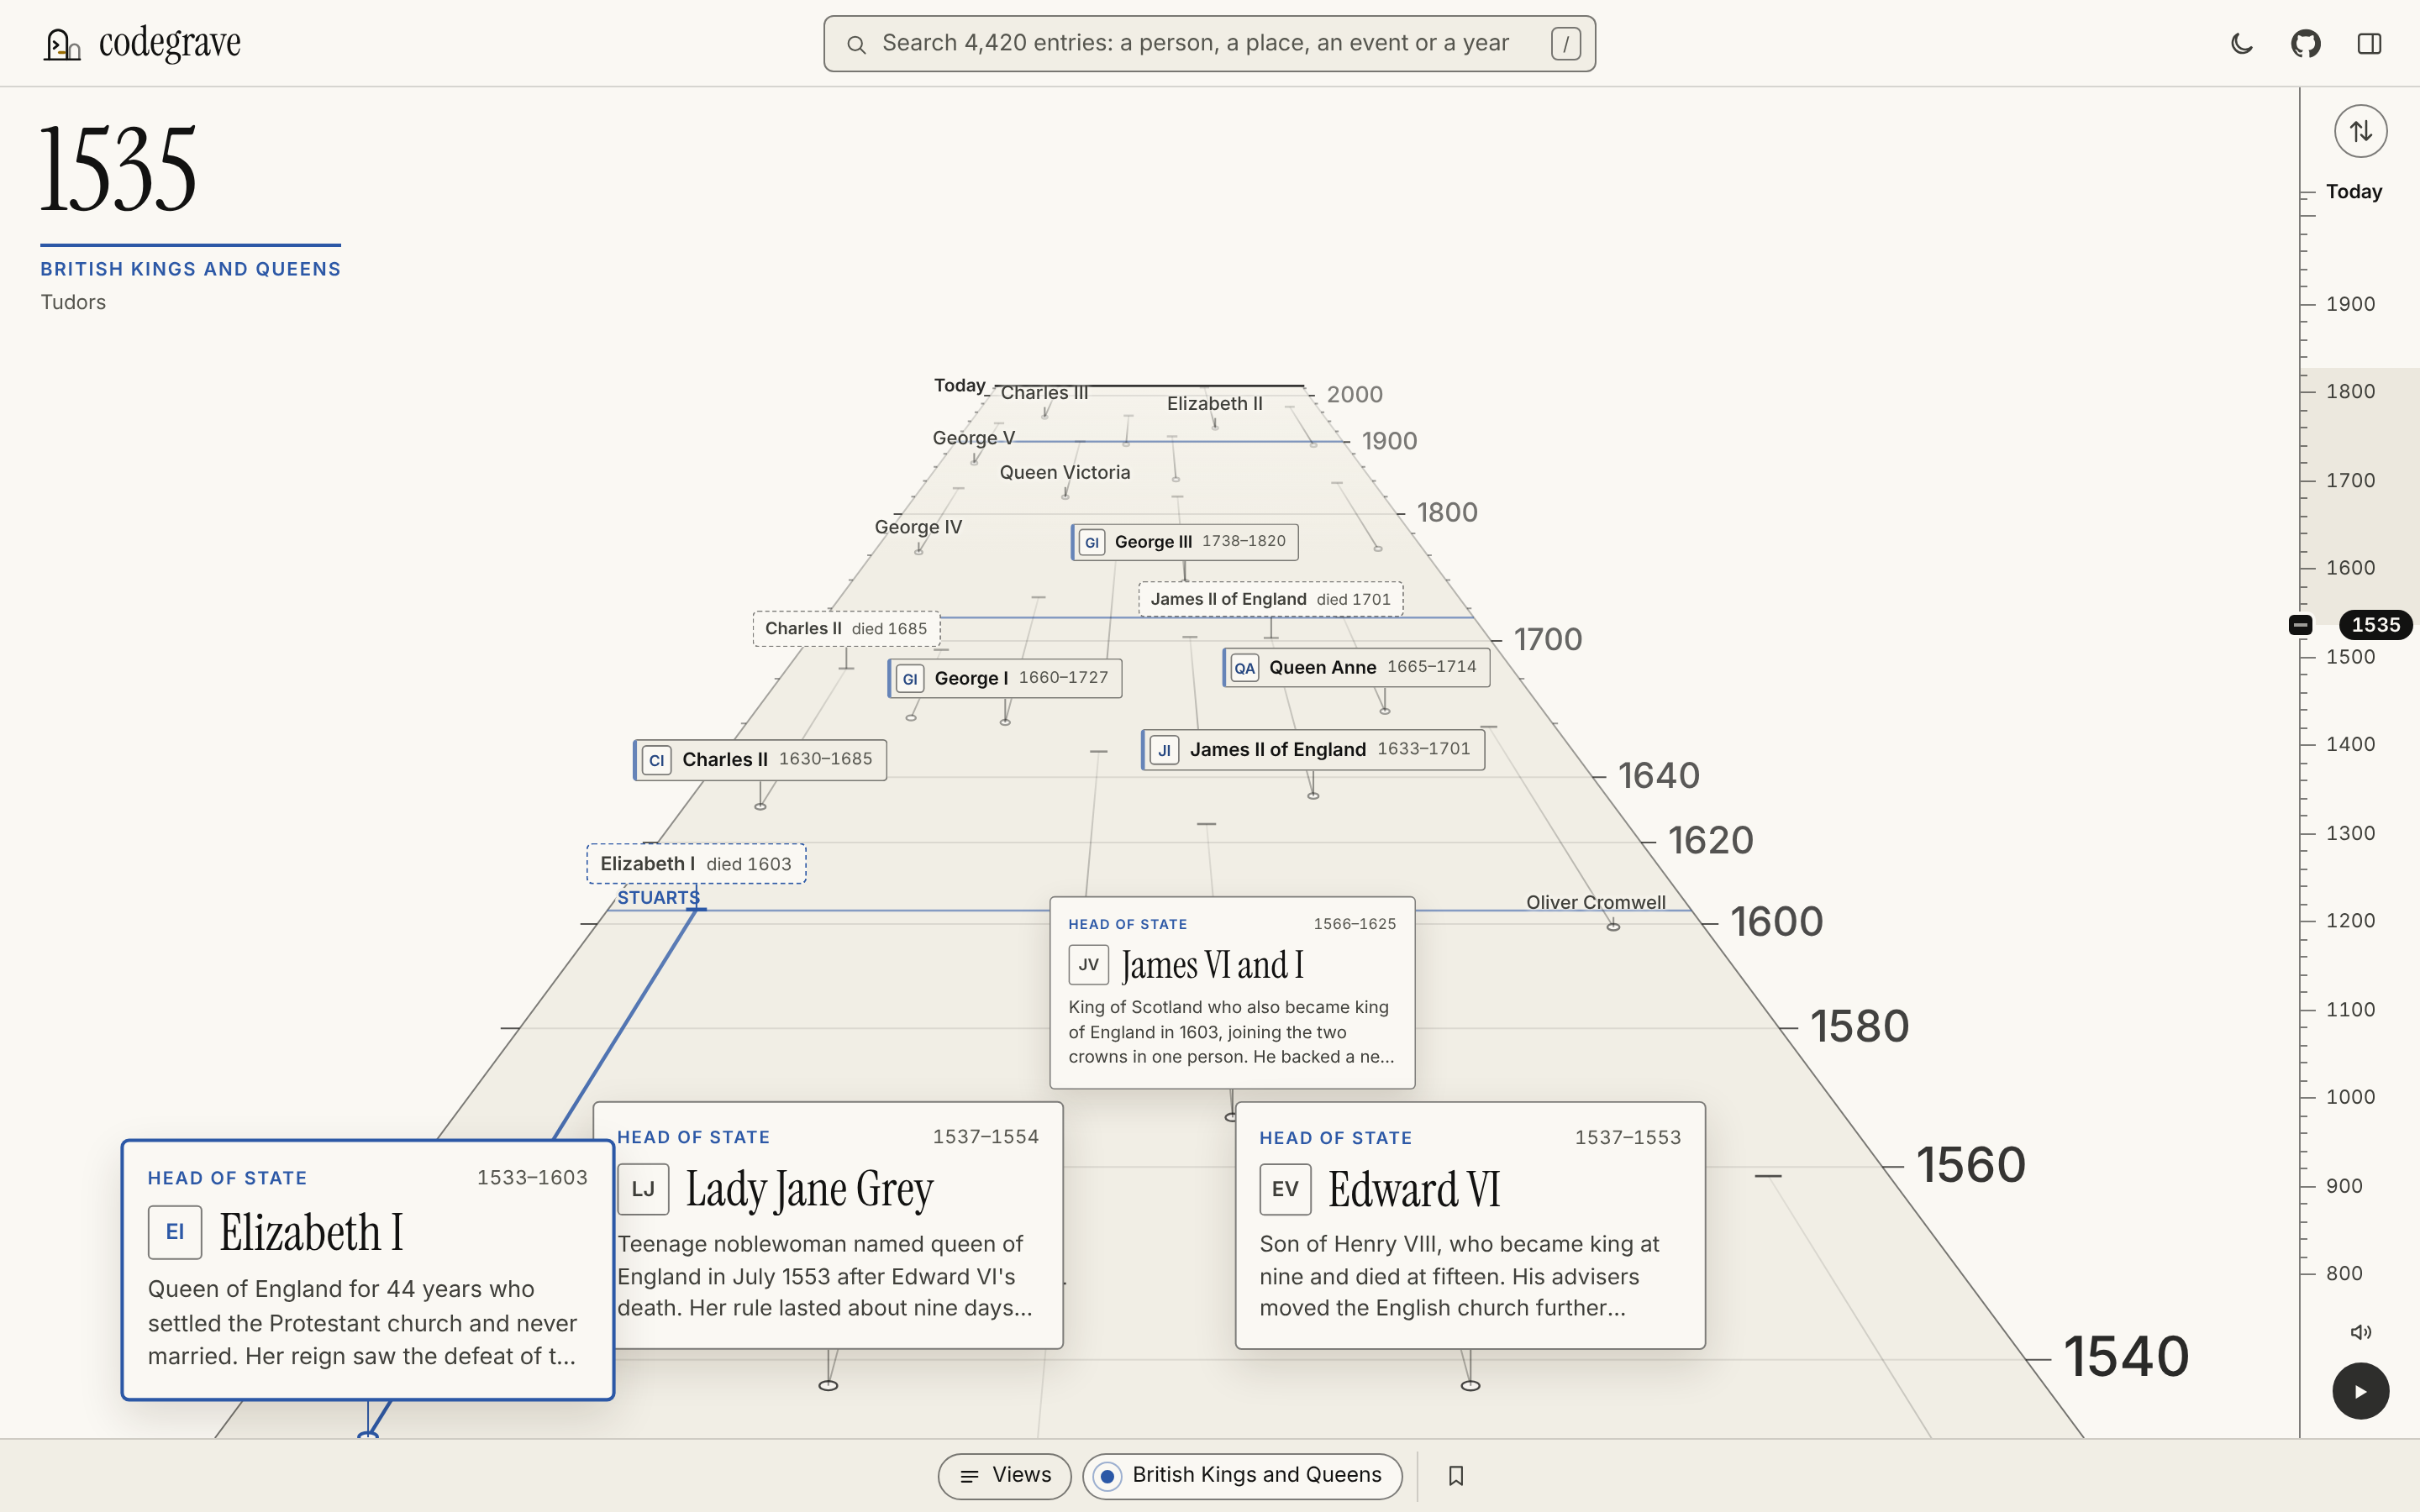 codegrave
Search 4,420 entries: a person, a place, an event or a year
/
1535
BRITISH KINGS AND QUEENS
Tudors
Today
Charles III
2000
Elizabeth II
George V
1900
Queen Victoria
1800
George IV
GI George III 1738–1820
James II of England died 1701
Charles II died 1685
1700
GI George I 1660–1727
QA Queen Anne 1665–1714
CI Charles II 1630–1685
JI James II of England 1633–1701
1640
1620
Elizabeth I died 1603
STUARTS
Oliver Cromwell
1600
HEAD OF STATE 1566–1625
JV James VI and I
King of Scotland who also became king
of England in 1603, joining the two
crowns in one person. He backed a ne...
1580
HEAD OF STATE 1537–1554
LJ Lady Jane Grey
Teenage noblewoman named queen of
England in July 1553 after Edward VI's
death. Her rule lasted about nine days...
HEAD OF STATE 1537–1553
EV Edward VI
Son of Henry VIII, who became king at
nine and died at fifteen. His advisers
moved the English church further...
1560
HEAD OF STATE 1533–1603
EI Elizabeth I
Queen of England for 44 years who
settled the Protestant church and never
married. Her reign saw the defeat of t...
1540
Today
1900
1800
1700
1600
1535
1500
1400
1300
1200
1100
1000
900
800
Views
British Kings and Queens